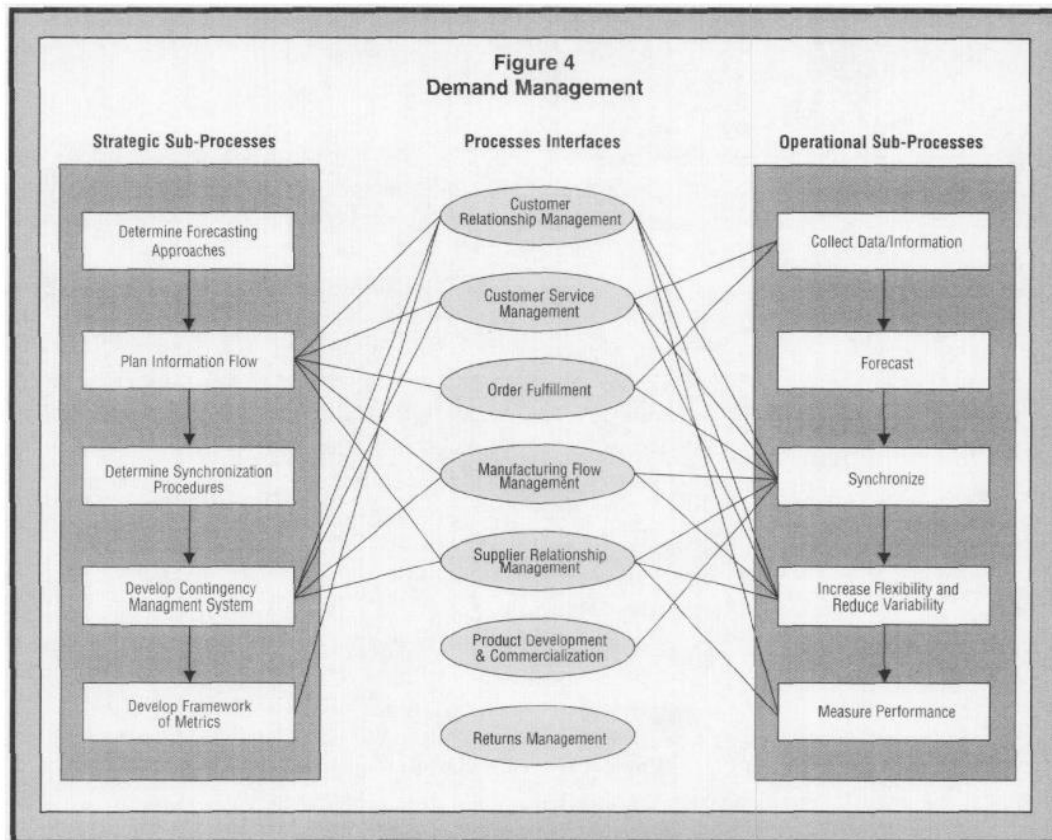 Figure 4
Demand Management
Strategic Sub-Processes
Processes Interfaces
Operational Sub-Processes
Determine Forecasting
Approaches
Plan Information Flow
Determine Synchronization
Procedures
Develop Contingency
Managment System
Develop Framework
of Metrics
Customer
Relationship Management
Customer Service
Management
Order Fulfillment
Manufacturing Flow
Management
Supplier Relationship
Management
Product Development
& Commercialization
Returns Management
Collect Data/Information
Forecast
Synchronize
Increase Flexibility and
Reduce Variability
Measure Performance